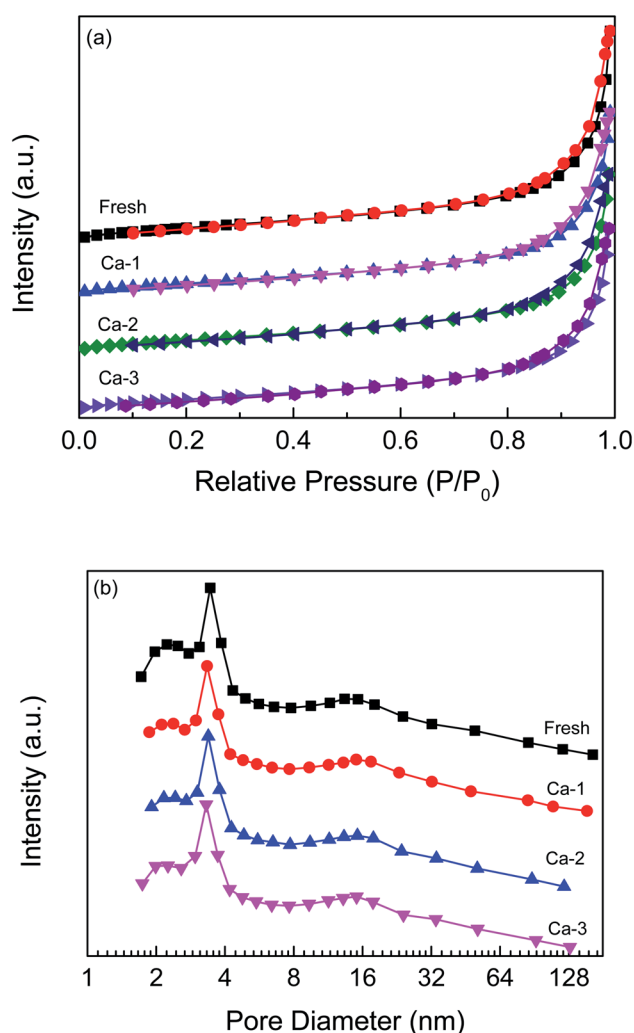 (a)
Intensity (a.u.)
Fresh
Ca-1
Ca-2
Ca-3
0.0 0.2 0.4 0.6 0.8 1.0
Relative Pressure (P/P₀)
(b)
Intensity (a.u.)
Fresh
Ca-1
Ca-2
Ca-3
1 2 4 8 16 32 64 128
Pore Diameter (nm)